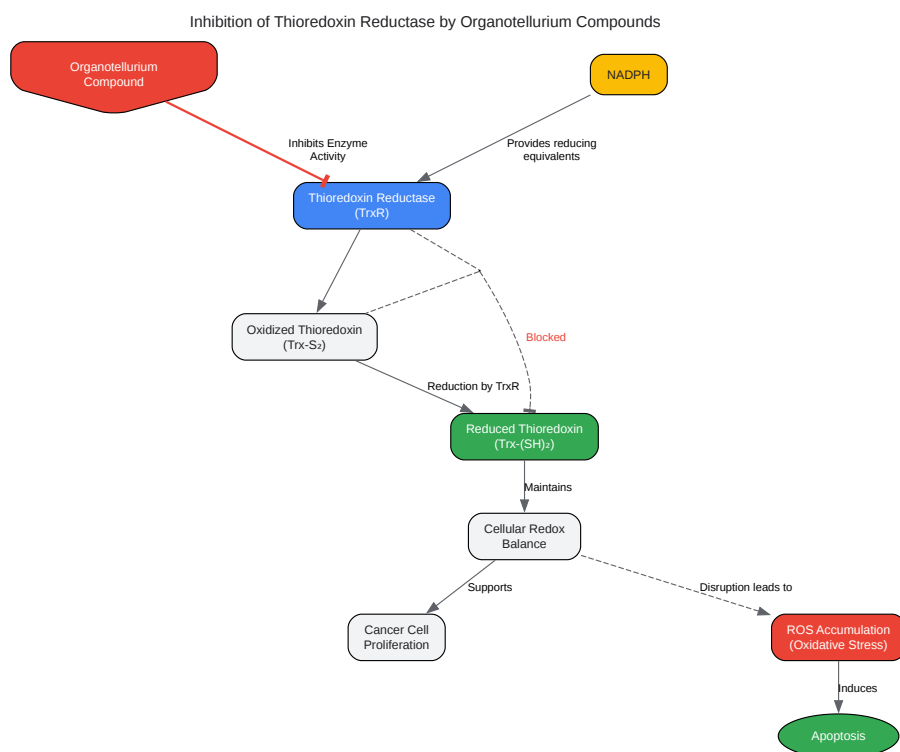 Inhibition of Thioredoxin Reductase by Organotellurium Compounds
Organotellurium
Compound
NADPH
Inhibits Enzyme
Activity
Provides reducing
equivalents
Thioredoxin Reductase
(TrxR)
Oxidized Thioredoxin
(Trx-S₂)
Blocked
Reduction by TrxR
Reduced Thioredoxin
(Trx-(SH)₂)
Maintains
Cellular Redox
Balance
Supports
Disruption leads to
Cancer Cell
Proliferation
ROS Accumulation
(Oxidative Stress)
Induces
Apoptosis